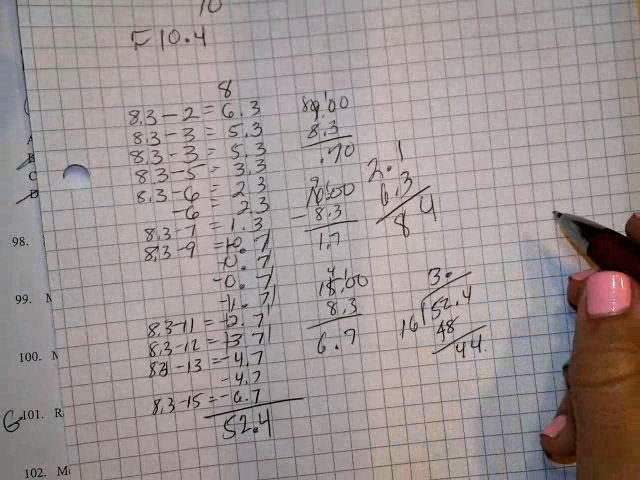 10
= 10.4
8
8.3 - 2 = 6.3
8.3 - 3 = 5.3
8.3 - 3 = 5.3
8.3 - 5 = 3.3
8.3 - 6 = 2.3
- 6 = 2.3
8.3 - 7 = 1.3
8.3 - 9 = +0.7
-0.7
-0.7
-1.7
8.3 - 11 = -2.7
8.3 - 12 = -3.7
8.3 - 13 = -4.7
-4.7
8.3 - 15 = -6.7
52.4
8.3
.70
10.00
- 8.3
1.7
15.00
8.3
6.7
2.1
6.3
8 4
3.
16 52.4
48
44
98.
99. N
100. N
G 101. R
102. M